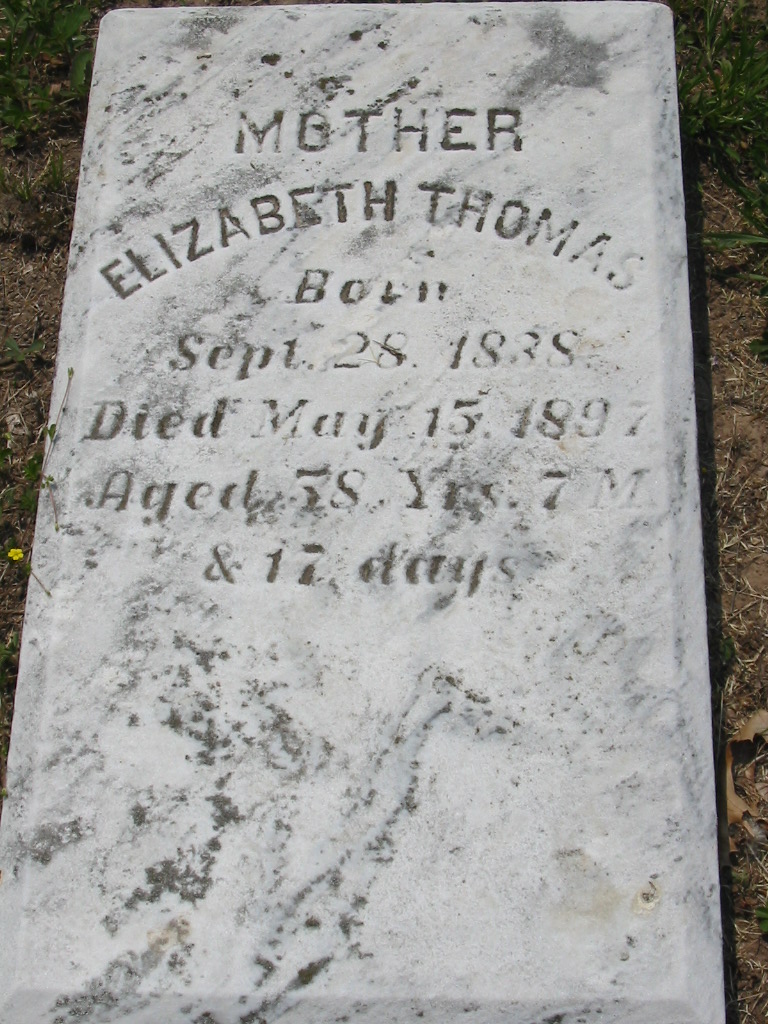 MOTHER
ELIZABETH THOMAS
Born
Sept. 28. 1838.
Died May 15. 1897
Aged 58. Yrs. 7 M.
& 17. days